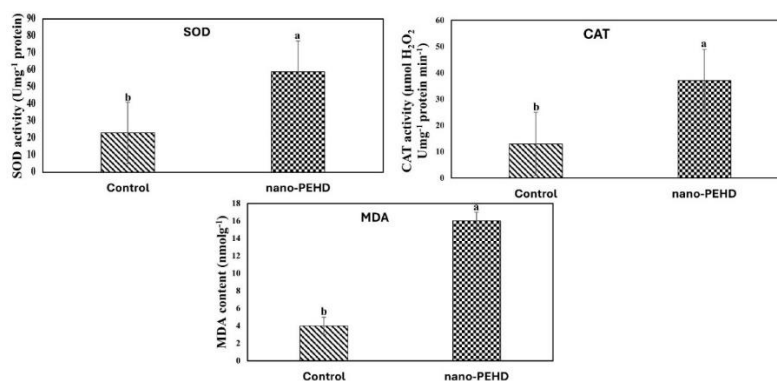 SOD
SOD activity (Umg⁻¹ protein)
90
80
70
60
50
40
30
20
10
0
b
a
Control
nano-PEHD
CAT
CAT activity (µmol H₂O₂
Umg⁻¹ protein min⁻¹)
60
50
40
30
20
10
0
b
a
Control
nano-PEHD
MDA
MDA content (nmolg⁻¹)
18
16
14
12
10
8
6
4
2
0
b
a
Control
nano-PEHD